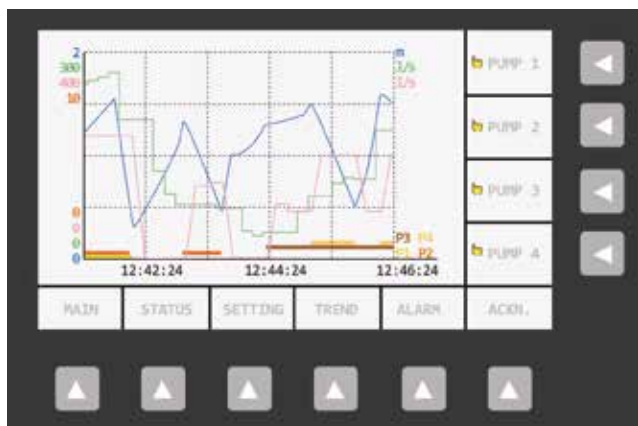 2 m
300 l/s
400 l/s
10
0
0
0
0
P3 P4
P1 P2
12:42:24 12:44:24 12:46:24
PUMP 1
PUMP 2
PUMP 3
PUMP 4
MAIN STATUS SETTING TREND ALARM ACKN.